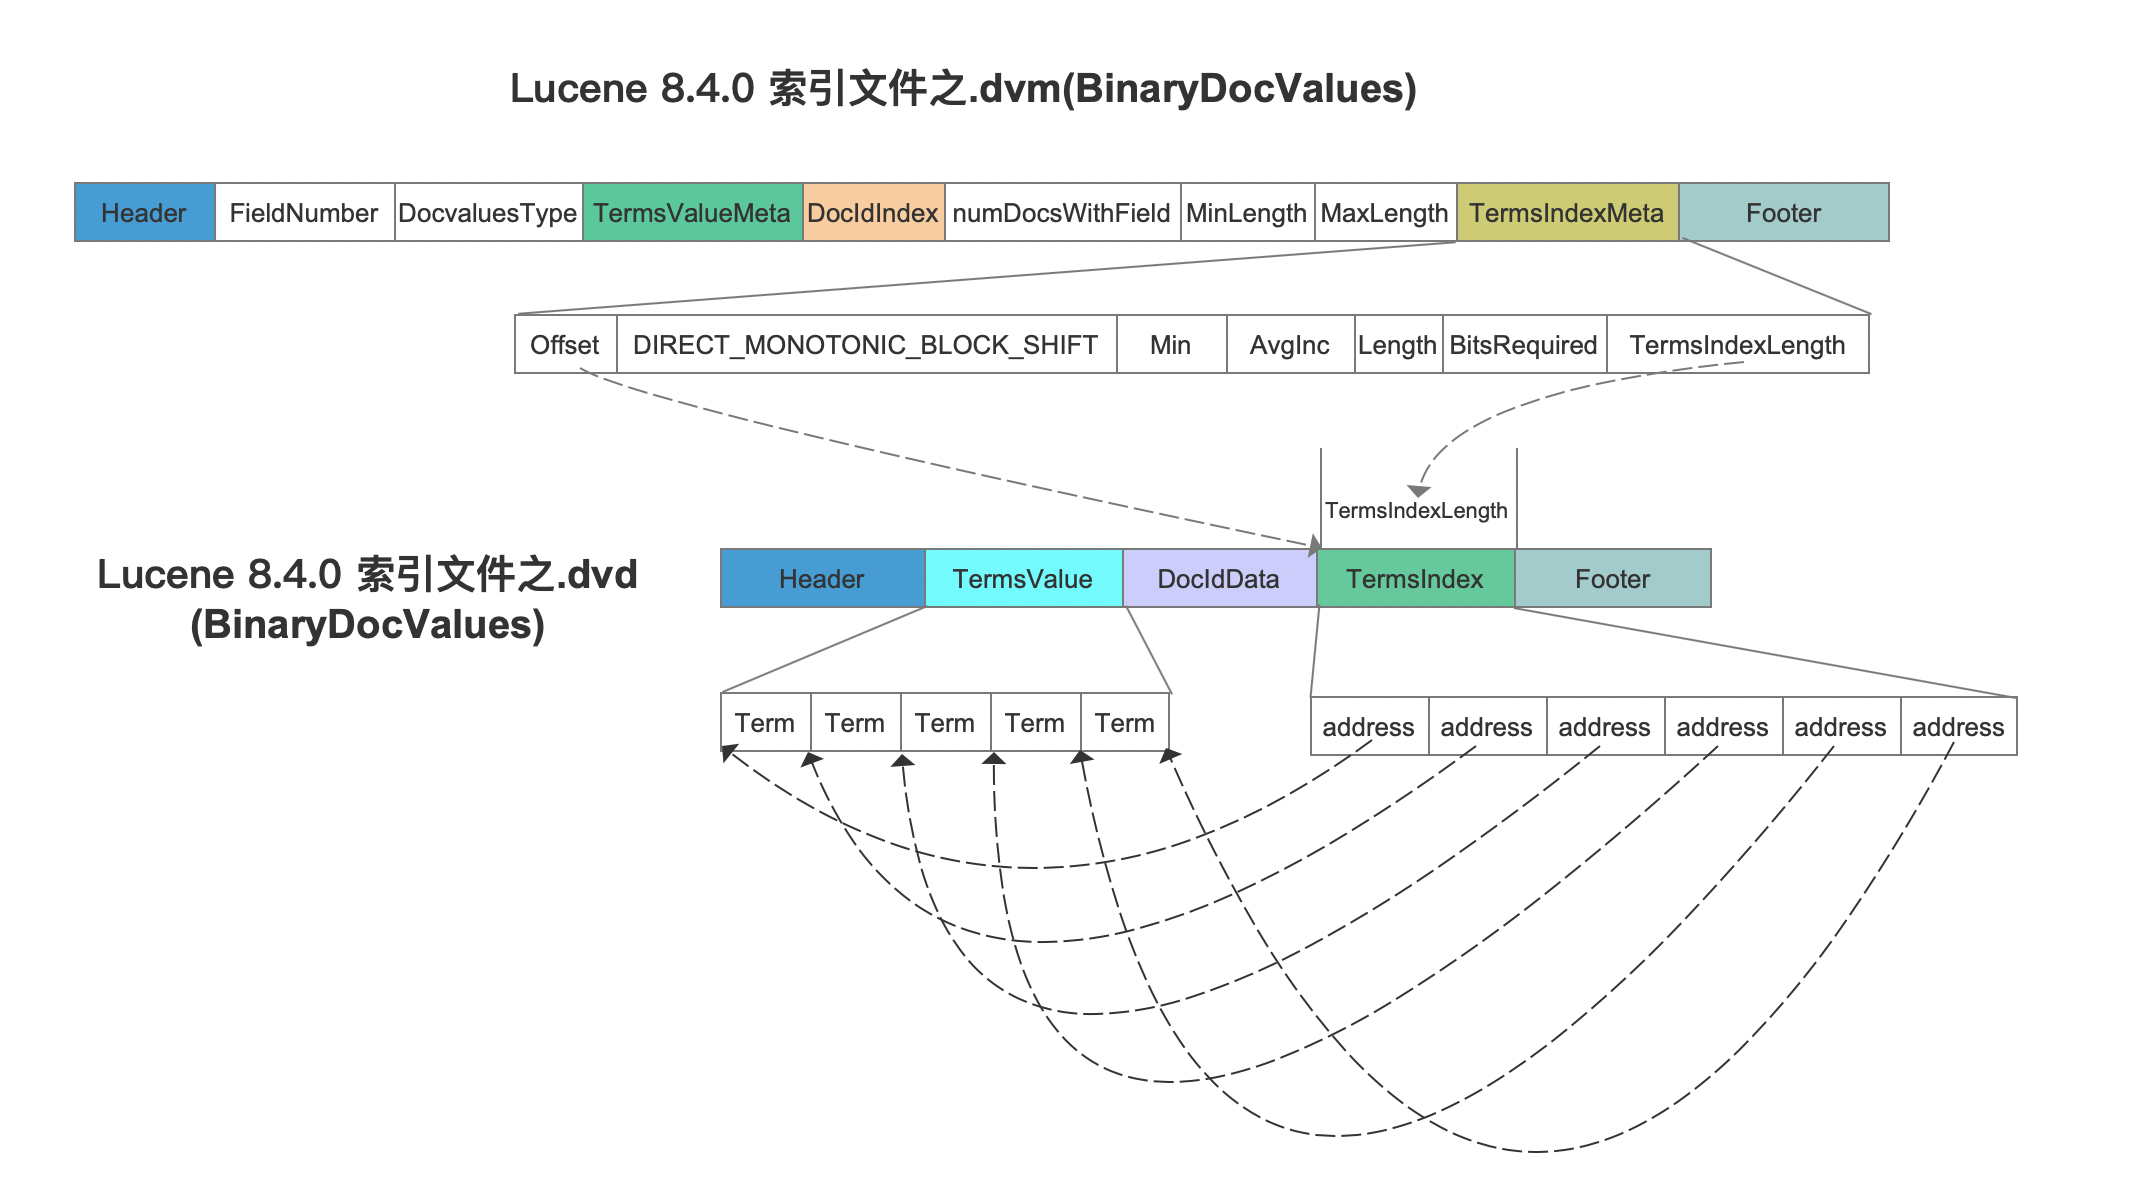 Lucene 8.4.0 索引文件之.dvm(BinaryDocValues)
Header FieldNumber DocvaluesType TermsValueMeta DocIdIndex numDocsWithField MinLength MaxLength TermsIndexMeta Footer
Offset DIRECT_MONOTONIC_BLOCK_SHIFT Min AvgInc Length BitsRequired TermsIndexLength
TermsIndexLength
Lucene 8.4.0 索引文件之.dvd
(BinaryDocValues)
Header TermsValue DocIdData TermsIndex Footer
Term Term Term Term Term
address address address address address address